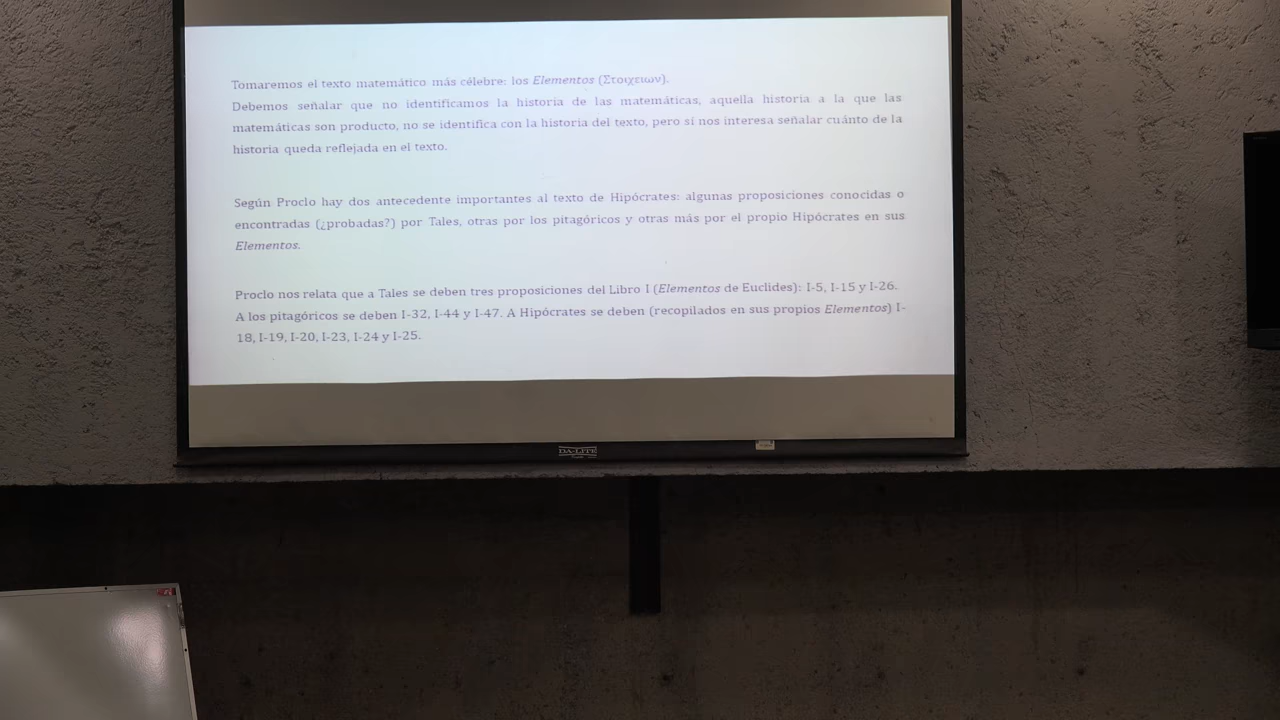 Tomaremos el texto matemático más célebre: los Elementos (Στοιχειων).
Debemos señalar que no identificamos la historia de las matemáticas, aquella historia a la que las
matemáticas son producto, no se identifica con la historia del texto, pero sí nos interesa señalar cuánto de la
historia queda reflejada en el texto.
Según Proclo hay dos antecedente importantes al texto de Hipócrates: algunas proposiciones conocidas o
encontradas (¿probadas?) por Tales, otras por los pitagóricos y otras más por el propio Hipócrates en sus
Elementos.
Proclo nos relata que a Tales se deben tres proposiciones del Libro I (Elementos de Euclides): I-5, I-15 y I-26.
A los pitagóricos se deben I-32, I-44 y I-47. A Hipócrates se deben (recopilados en sus propios Elementos) I-
18, I-19, I-20, I-23, I-24 y I-25.
DA-LITE